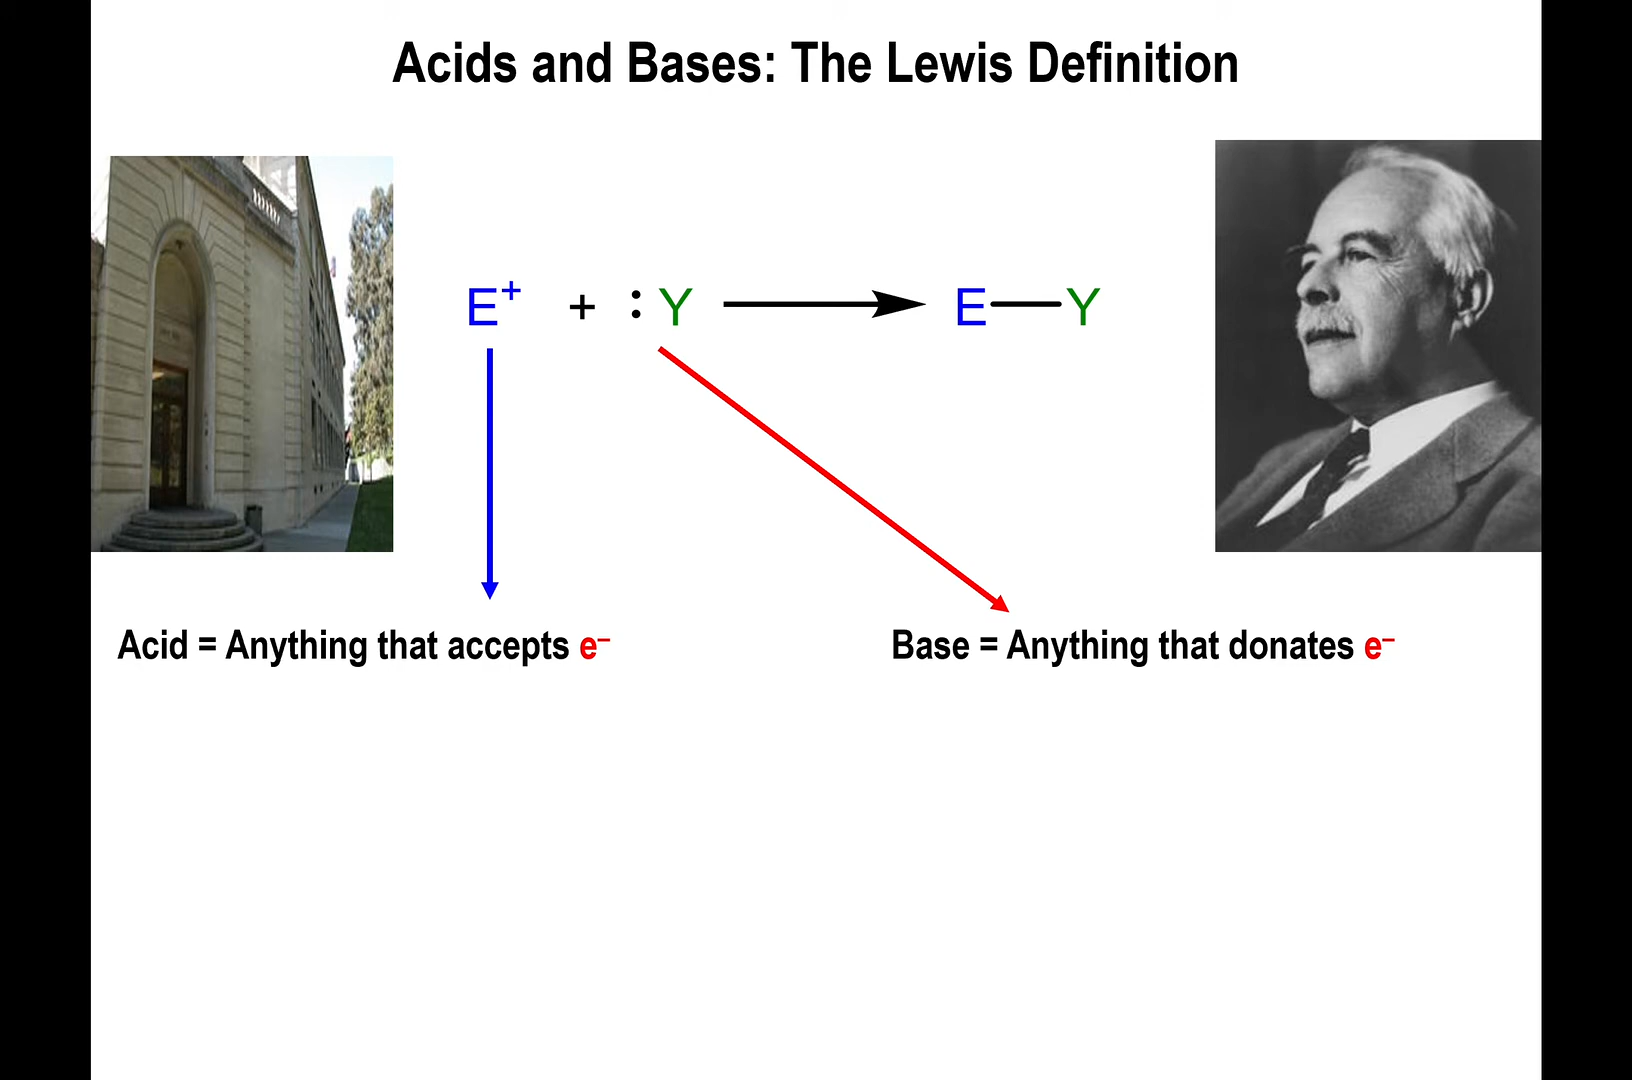 Acids and Bases: The Lewis Definition
E⁺ + :Y ⟶ E—Y
Acid = Anything that accepts e⁻
Base = Anything that donates e⁻